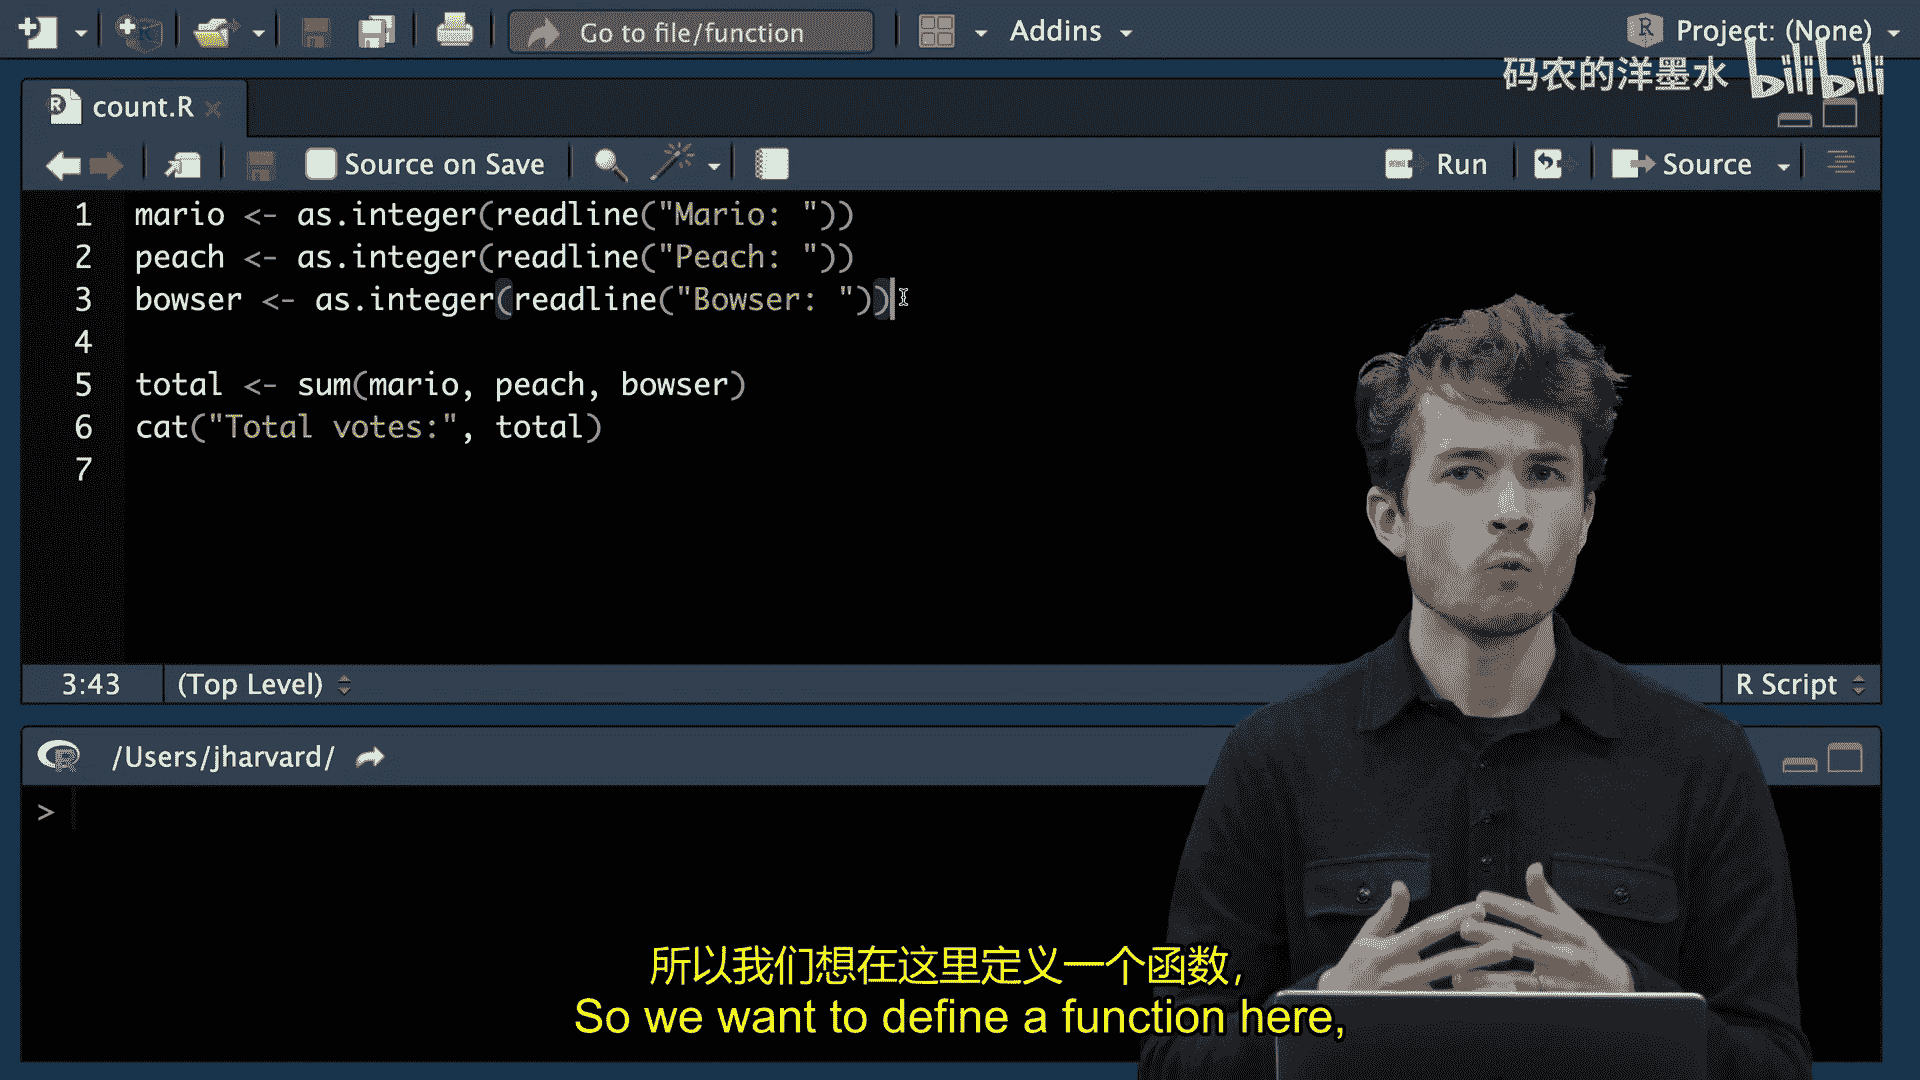 Go to file/function
Addins
Project: (None)
码农的洋墨水 bilibili
count.R
Source on Save
Run
Source
1 mario <- as.integer(readline("Mario: "))
2 peach <- as.integer(readline("Peach: "))
3 bowser <- as.integer(readline("Bowser: "))
4
5 total <- sum(mario, peach, bowser)
6 cat("Total votes:", total)
7
3:43 (Top Level)
R Script
/Users/jharvard/
>
所以我们想在这里定义一个函数，
So we want to define a function here,